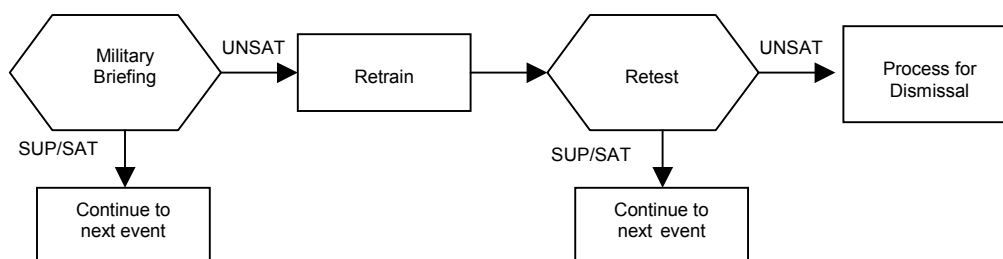 Military
Briefing
UNSAT
Retrain
Retest
UNSAT
Process for
Dismissal
SUP/SAT
SUP/SAT
Continue to
next event
Continue to
next event